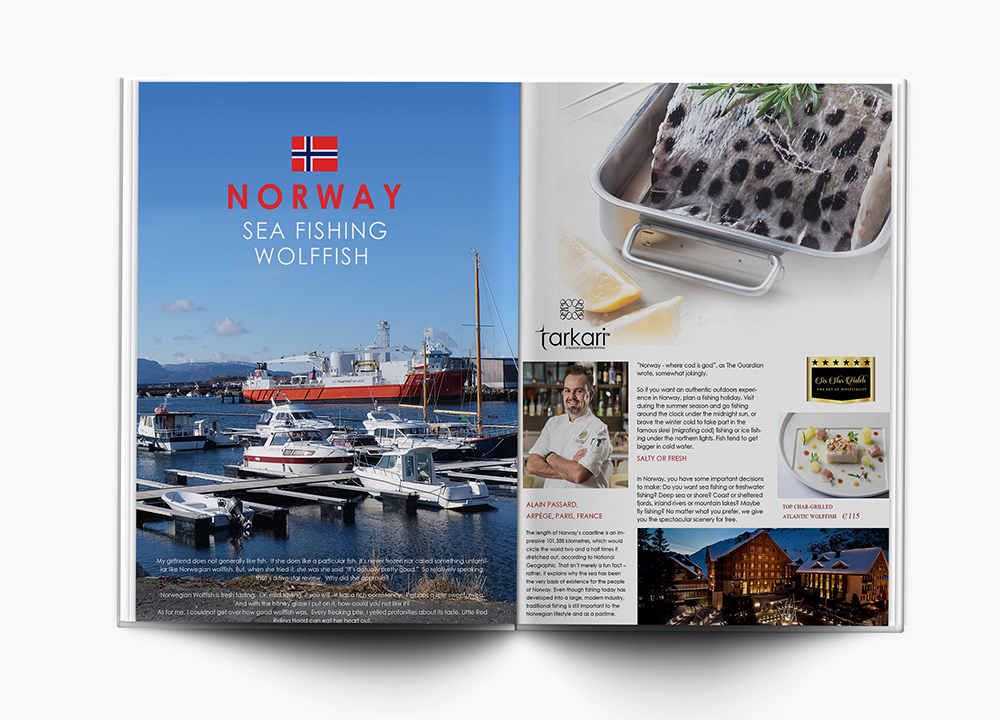 NORWAY
SEA FISHING
WOLFFISH
My girlfriend does not generally like fish. If she does like a particular fish, it's never frozen nor called something unfami-
liar like Norwegian wolffish. But, when she tried it, she was she said "It's actually pretty good." So relatively speaking
that's a five-star review. Why did she approve?
Norwegian Wolffish is fresh tasting. Or, mild tasting, if you will. It has a rich consistency. Perhaps a little sweet, even.
And with the honey glaze I put on it, how could you not like it!
As for me, I couldnot get over how good wolffish was. Every freaking bite, I yelled profanities about its taste. Little Red
Riding Hood can eat her heart out.
tarkari
"Norway - where cod is god", as The Guardian
wrote, somewhat jokingly.
So if you want an authentic outdoors experi-
ence in Norway, plan a fishing holiday. Visit
during the summer season and go fishing
around the clock under the midnight sun, or
brave the winter cold to take part in the
famous skrei (migrating cod) fishing or ice fish-
ing under the northern lights. Fish tend to get
bigger in cold water.
SALTY OR FRESH
In Norway, you have some important decisions
to make: Do you want sea fishing or freshwater
fishing? Deep sea or shore? Coast or sheltered
fjords, inland rivers or mountain lakes? Maybe
fly fishing? No matter what you prefer, we give
you the spectacular scenery for free.
Six Star Hotels
THE ART OF HOSPITALITY
TOP CHAR-GRILLED
ATLANTIC WOLFFISH €115
ALAIN PASSARD,
ARPÈGE, PARIS, FRANCE
The length of Norway's coastline is an im-
pressive 101,388 kilometres, which would
circle the world two and a half times if
stretched out, according to National
Geographic. That isn't merely a fun fact –
rather, it explains why the sea has been
the very basis of existence for the people
of Norway. Even though fishing today has
developed into a large, modern industry,
traditional fishing is still important to the
Norwegian lifestyle and as a pastime.